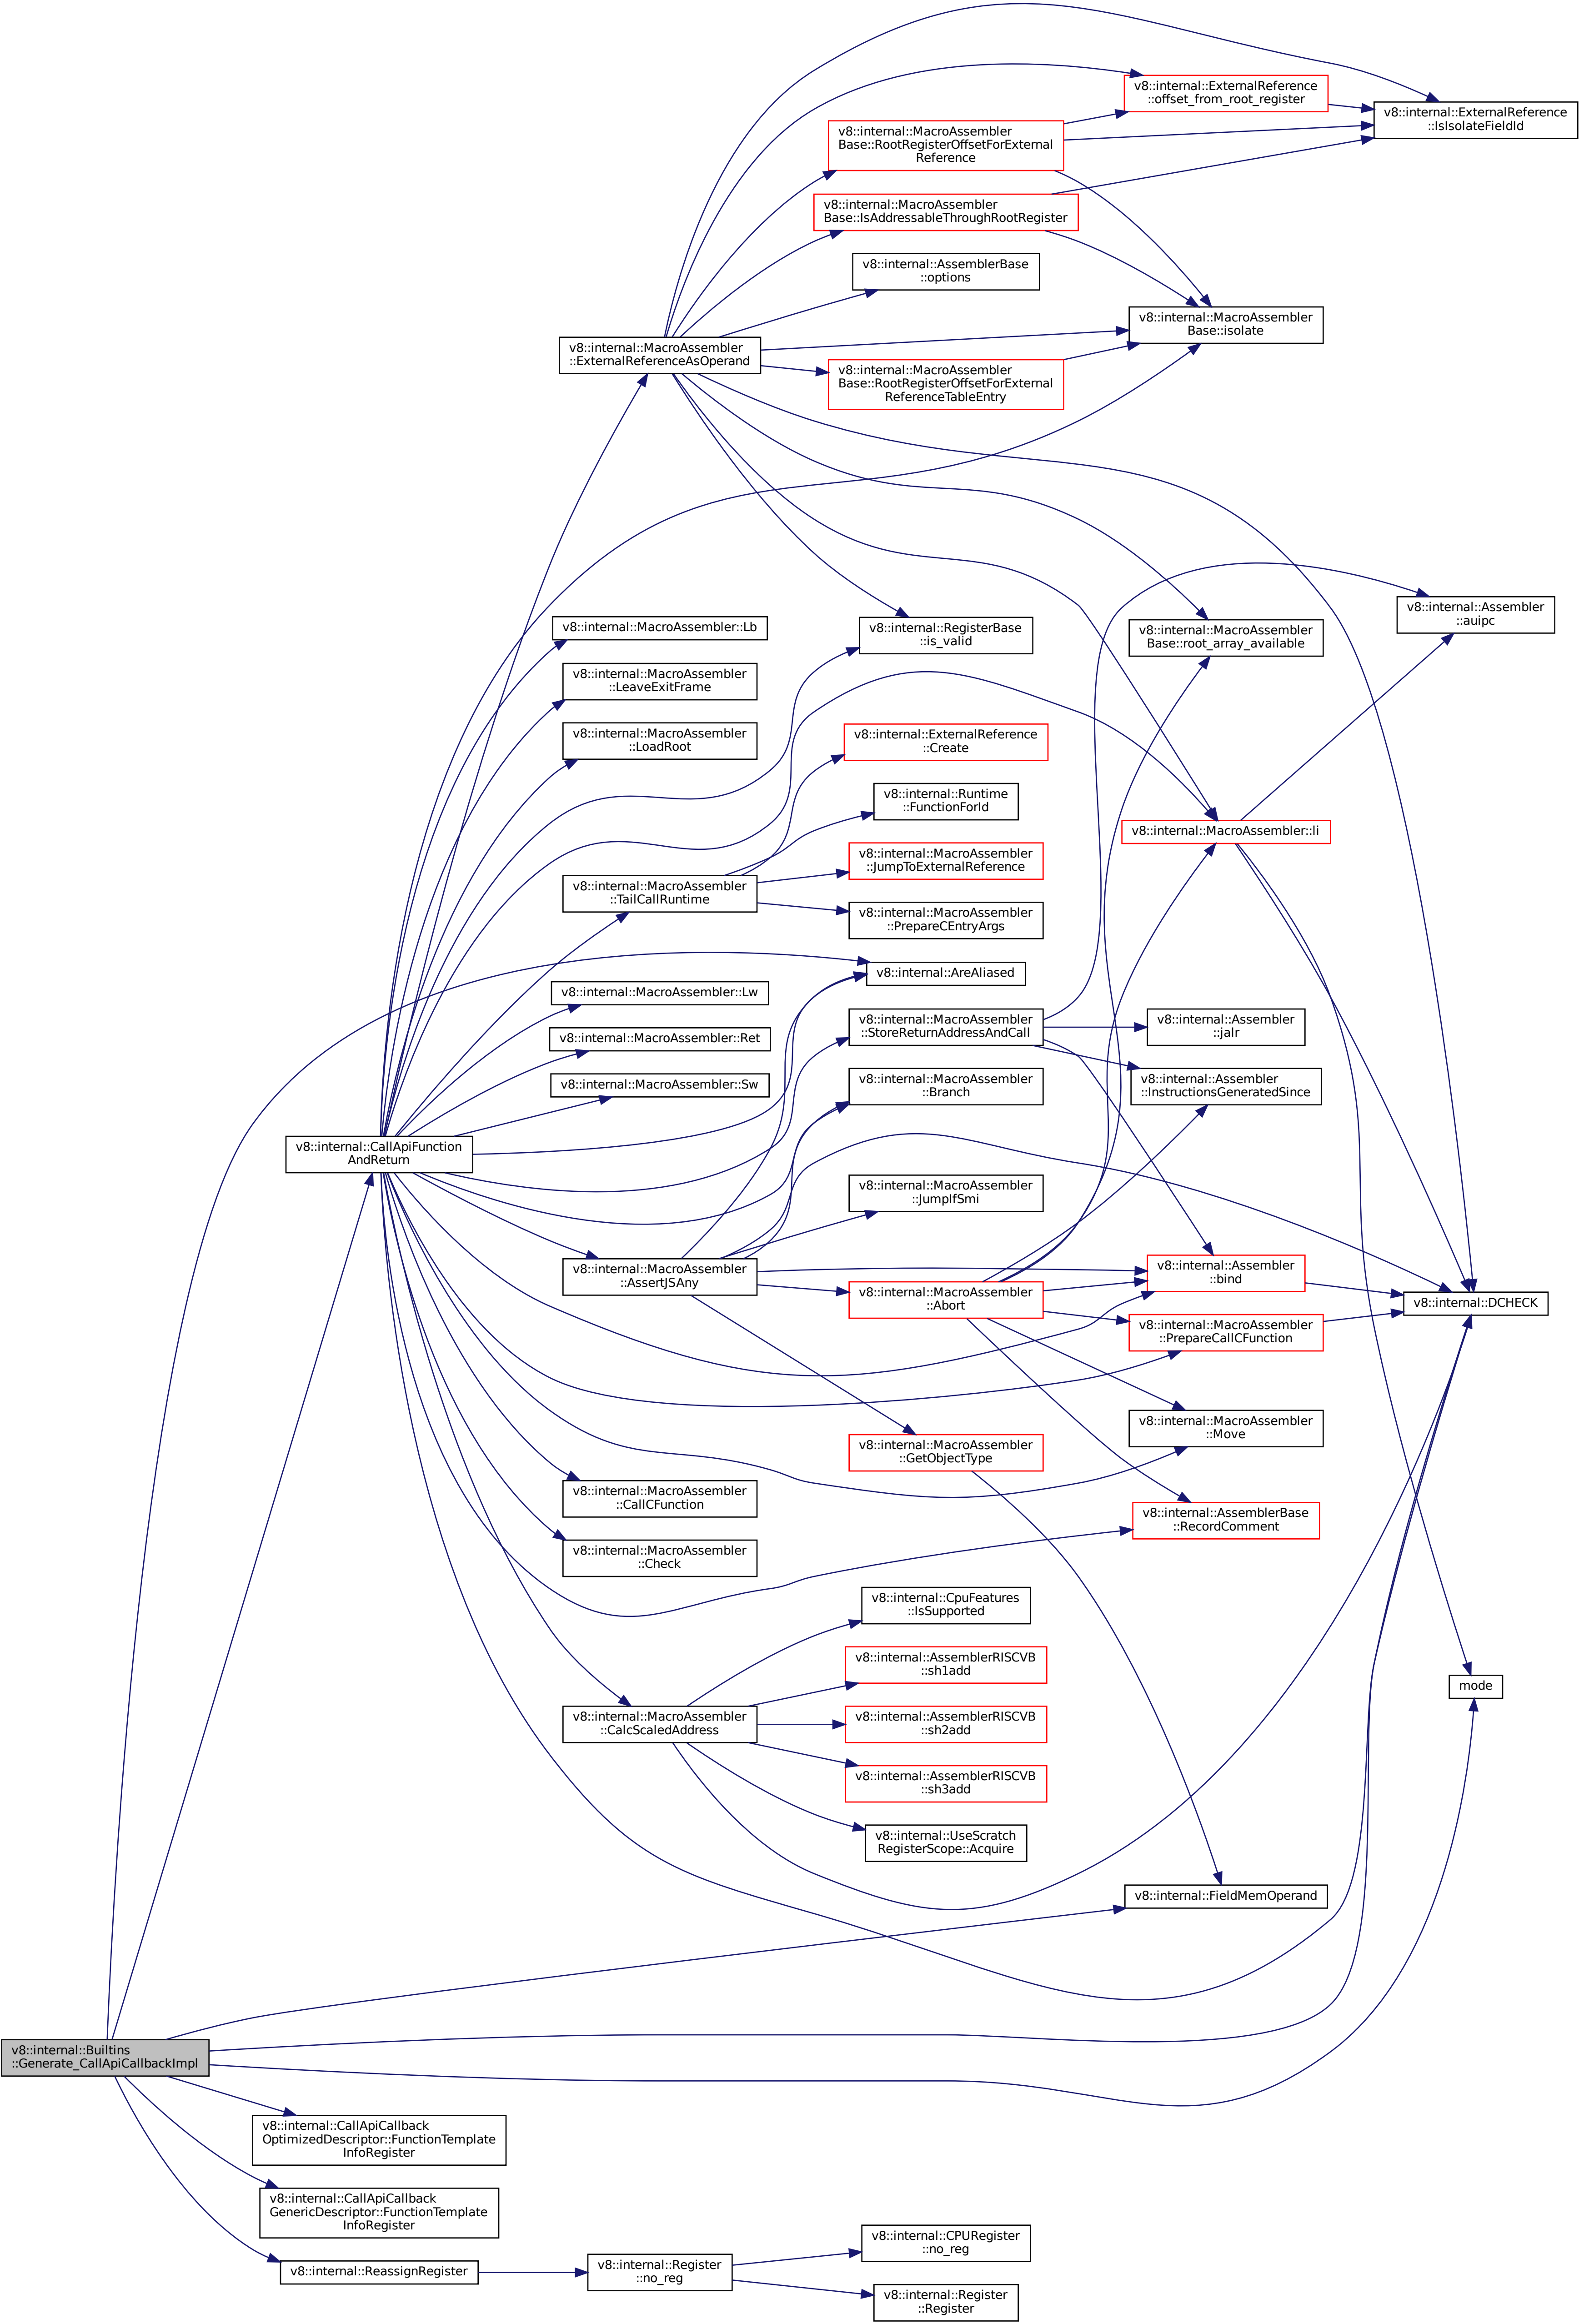 v8::internal::ExternalReference
::offset_from_root_register
v8::internal::ExternalReference
::IsIsolateFieldId
v8::internal::MacroAssembler
Base::RootRegisterOffsetForExternal
Reference
v8::internal::MacroAssembler
Base::IsAddressableThroughRootRegister
v8::internal::AssemblerBase
::options
v8::internal::MacroAssembler
Base::isolate
v8::internal::MacroAssembler
::ExternalReferenceAsOperand
v8::internal::MacroAssembler
Base::RootRegisterOffsetForExternal
ReferenceTableEntry
v8::internal::Assembler
::auipc
v8::internal::MacroAssembler::Lb
v8::internal::RegisterBase
::is_valid
v8::internal::MacroAssembler
Base::root_array_available
v8::internal::MacroAssembler
::LeaveExitFrame
v8::internal::MacroAssembler
::LoadRoot
v8::internal::ExternalReference
::Create
v8::internal::Runtime
::FunctionForId
v8::internal::MacroAssembler::li
v8::internal::MacroAssembler
::JumpToExternalReference
v8::internal::MacroAssembler
::TailCallRuntime
v8::internal::MacroAssembler
::PrepareCEntryArgs
v8::internal::AreAliased
v8::internal::MacroAssembler::Lw
v8::internal::MacroAssembler
::StoreReturnAddressAndCall
v8::internal::Assembler
::jalr
v8::internal::MacroAssembler::Ret
v8::internal::MacroAssembler::Sw
v8::internal::MacroAssembler
::Branch
v8::internal::Assembler
::InstructionsGeneratedSince
v8::internal::CallApiFunction
AndReturn
v8::internal::MacroAssembler
::JumpIfSmi
v8::internal::MacroAssembler
::AssertJSAny
v8::internal::Assembler
::bind
v8::internal::MacroAssembler
::Abort
v8::internal::DCHECK
v8::internal::MacroAssembler
::PrepareCallCFunction
v8::internal::MacroAssembler
::Move
v8::internal::MacroAssembler
::GetObjectType
v8::internal::MacroAssembler
::CallCFunction
v8::internal::AssemblerBase
::RecordComment
v8::internal::MacroAssembler
::Check
v8::internal::CpuFeatures
::IsSupported
v8::internal::AssemblerRISCVB
::sh1add
mode
v8::internal::MacroAssembler
::CalcScaledAddress
v8::internal::AssemblerRISCVB
::sh2add
v8::internal::AssemblerRISCVB
::sh3add
v8::internal::UseScratch
RegisterScope::Acquire
v8::internal::FieldMemOperand
v8::internal::Builtins
::Generate_CallApiCallbackImpl
v8::internal::CallApiCallback
OptimizedDescriptor::FunctionTemplate
InfoRegister
v8::internal::CallApiCallback
GenericDescriptor::FunctionTemplate
InfoRegister
v8::internal::ReassignRegister
v8::internal::Register
::no_reg
v8::internal::CPURegister
::no_reg
v8::internal::Register
::Register